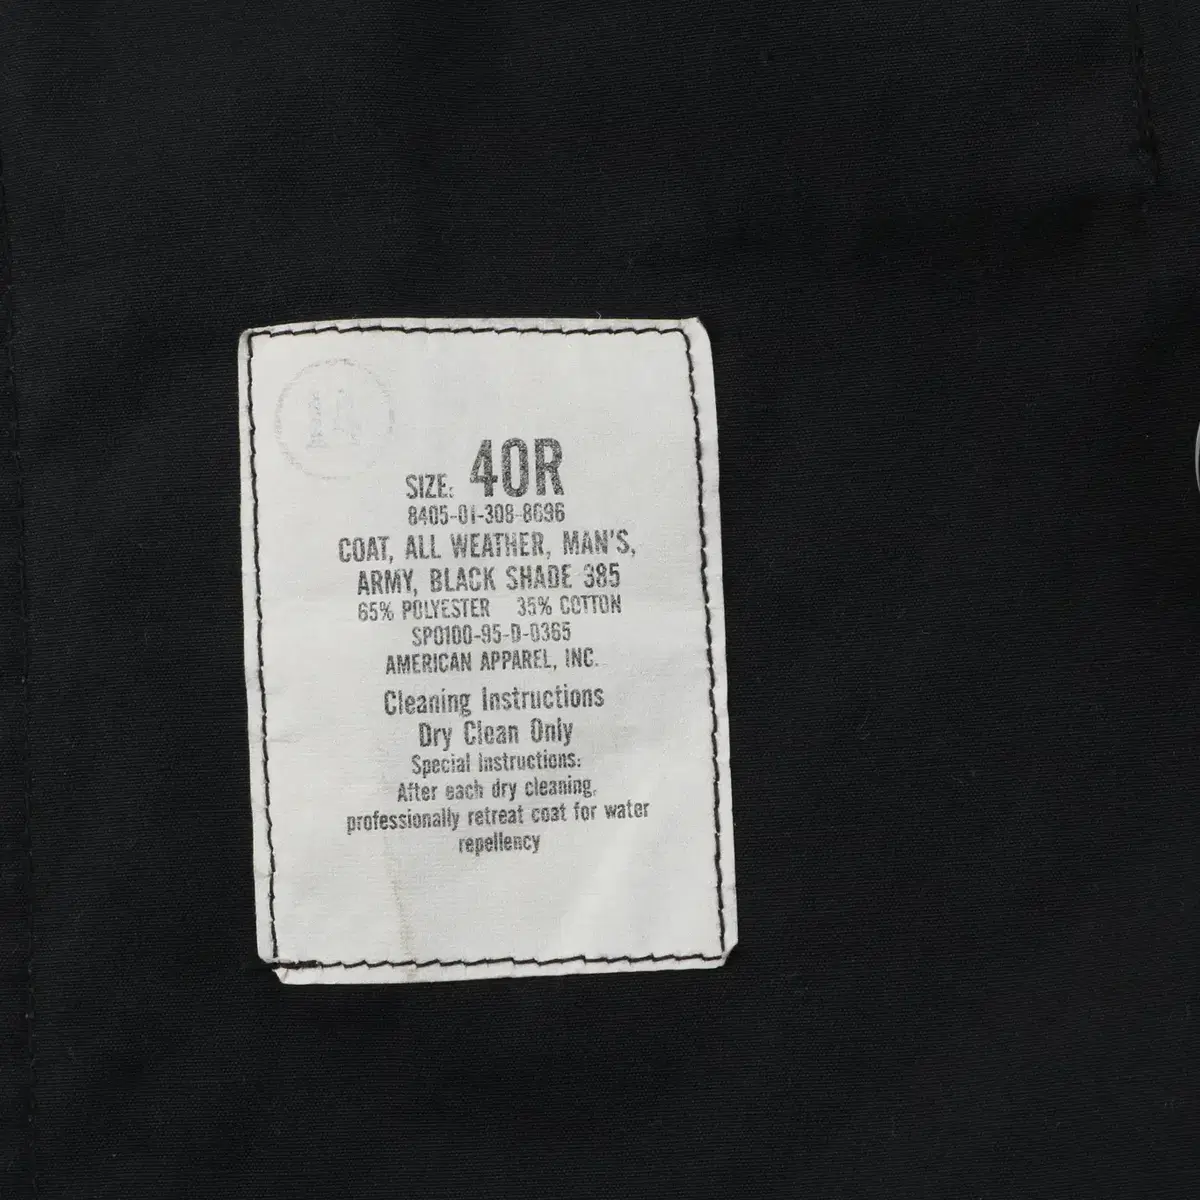 14
SIZE: 40R
8405-01-308-8696
COAT, ALL WEATHER, MAN'S,
ARMY, BLACK SHADE 385
65% POLYESTER 35% COTTON
SPO100-95-D-0365
AMERICAN APPAREL, INC.
Cleaning Instructions
Dry Clean Only
Special Instructions:
After each dry cleaning,
professionally retreat coat for water
repellency